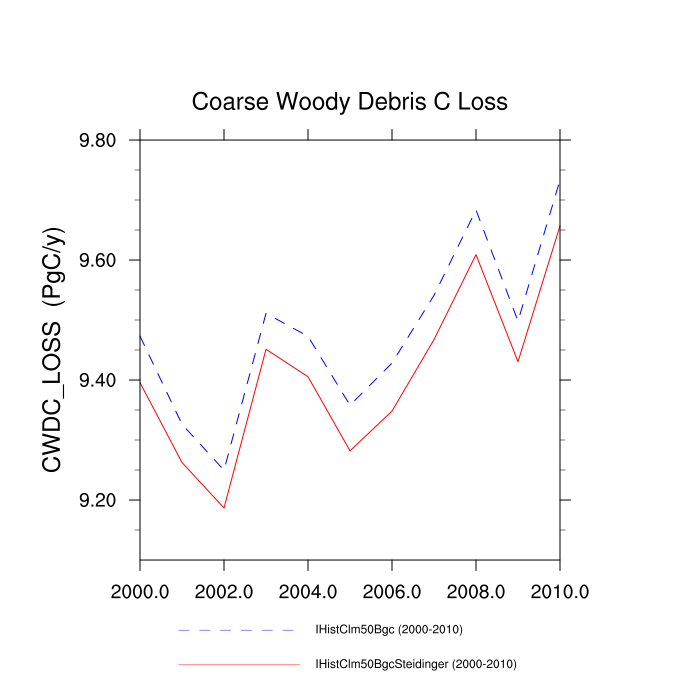 Coarse Woody Debris C Loss
CWDC_LOSS (PgC/y)
9.80
9.60
9.40
9.20
2000.0 2002.0 2004.0 2006.0 2008.0 2010.0
IHistClm50Bgc (2000-2010)
IHistClm50BgcSteidinger (2000-2010)